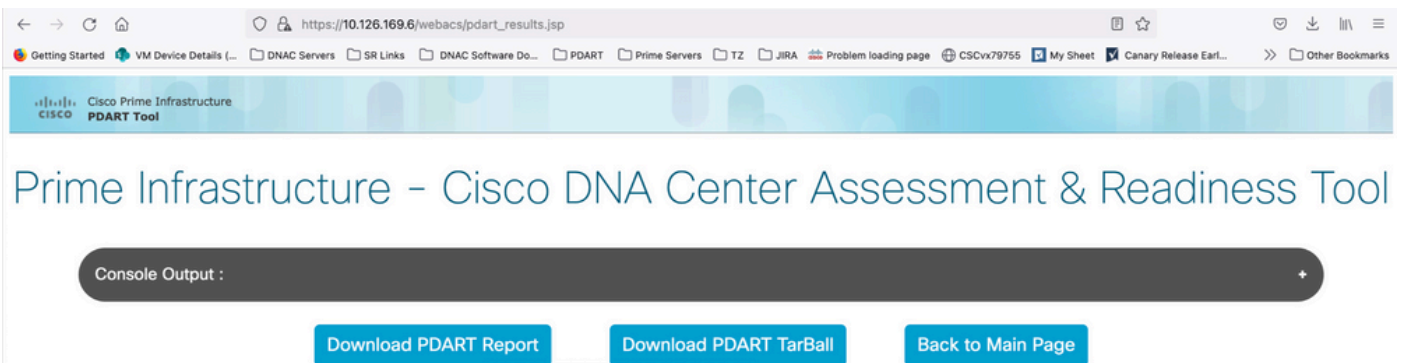 https://10.126.169.6/webacs/pdart_results.jsp
Getting Started VM Device Details (... DNAC Servers SR Links DNAC Software Do... PDART Prime Servers TZ JIRA Problem loading page CSCvx79755 My Sheet Canary Release Earl... Other Bookmarks
CISCO Cisco Prime Infrastructure
PDART Tool
Prime Infrastructure - Cisco DNA Center Assessment & Readiness Tool
Console Output : +
Download PDART Report Download PDART TarBall Back to Main Page